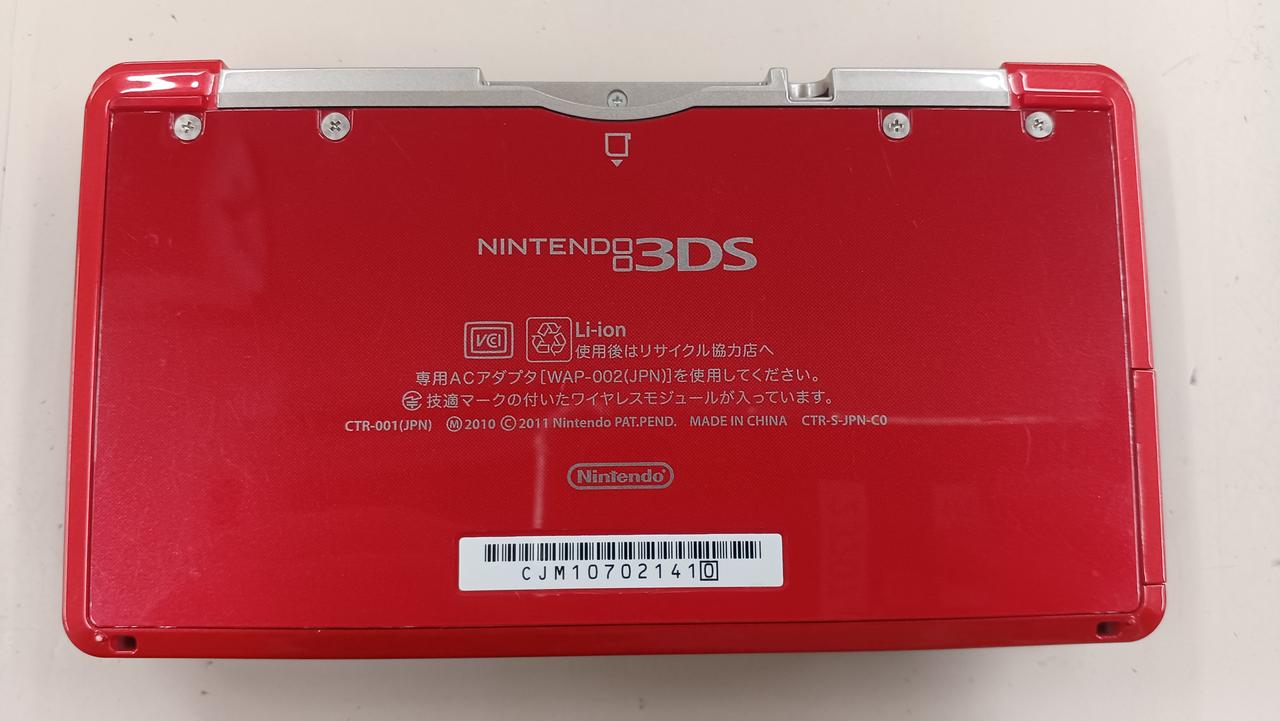 NINTENDO 3DS
VCI
Li-ion
使用後はリサイクル協力店へ
専用ACアダプタ[WAP-002(JPN)]を使用してください。
技適マークの付いたワイヤレスモジュールが入っています。
CTR-001(JPN) Ⓜ2010 Ⓒ2011 Nintendo PAT.PEND. MADE IN CHINA CTR-S-JPN-C0
Nintendo®
CJM107021410